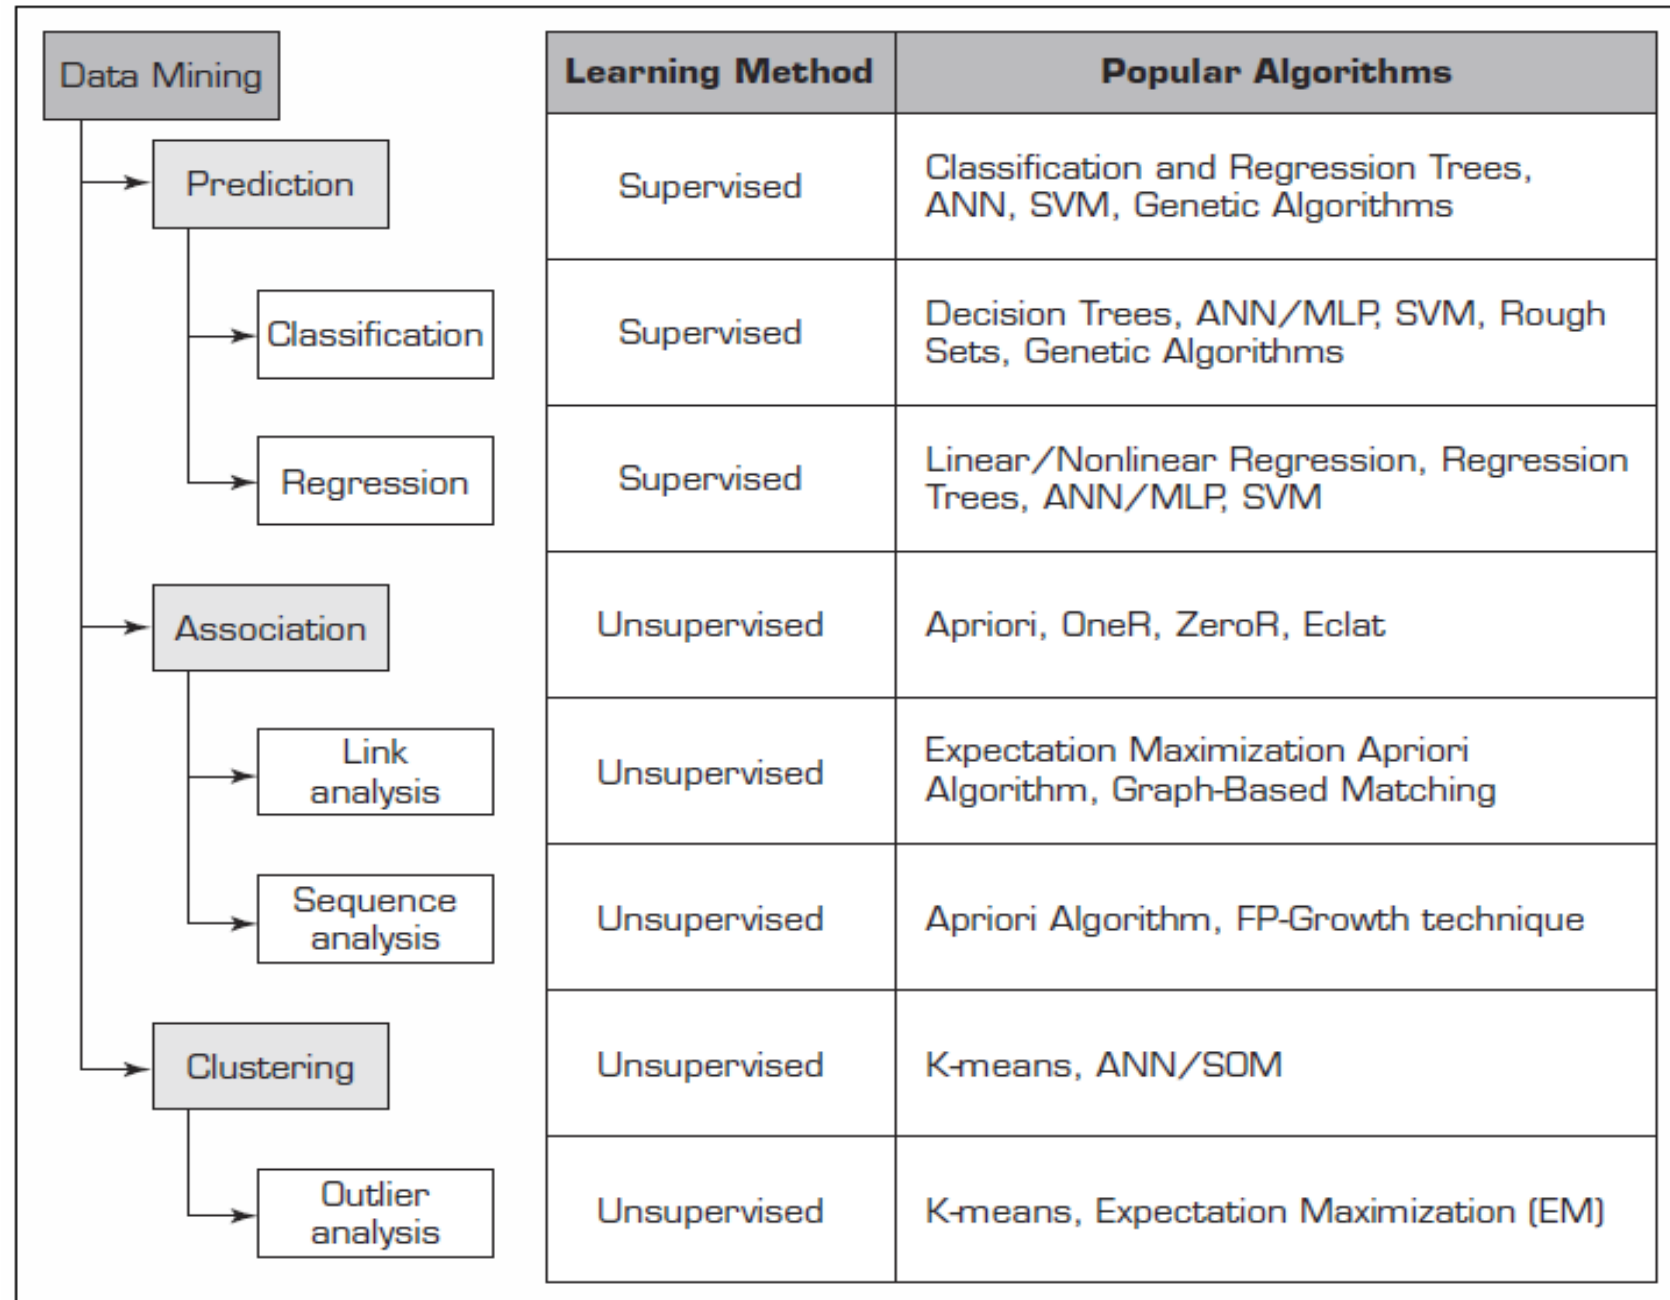 Data Mining
Learning Method
Popular Algorithms
Prediction
Supervised
Classification and Regression Trees,
ANN, SVM, Genetic Algorithms
Classification
Supervised
Decision Trees, ANN/MLP, SVM, Rough
Sets, Genetic Algorithms
Regression
Supervised
Linear/Nonlinear Regression, Regression
Trees, ANN/MLP, SVM
Association
Unsupervised
Apriori, OneR, ZeroR, Eclat
Link
analysis
Unsupervised
Expectation Maximization Apriori
Algorithm, Graph-Based Matching
Sequence
analysis
Unsupervised
Apriori Algorithm, FP-Growth technique
Clustering
Unsupervised
K-means, ANN/SOM
Outlier
analysis
Unsupervised
K-means, Expectation Maximization (EM)